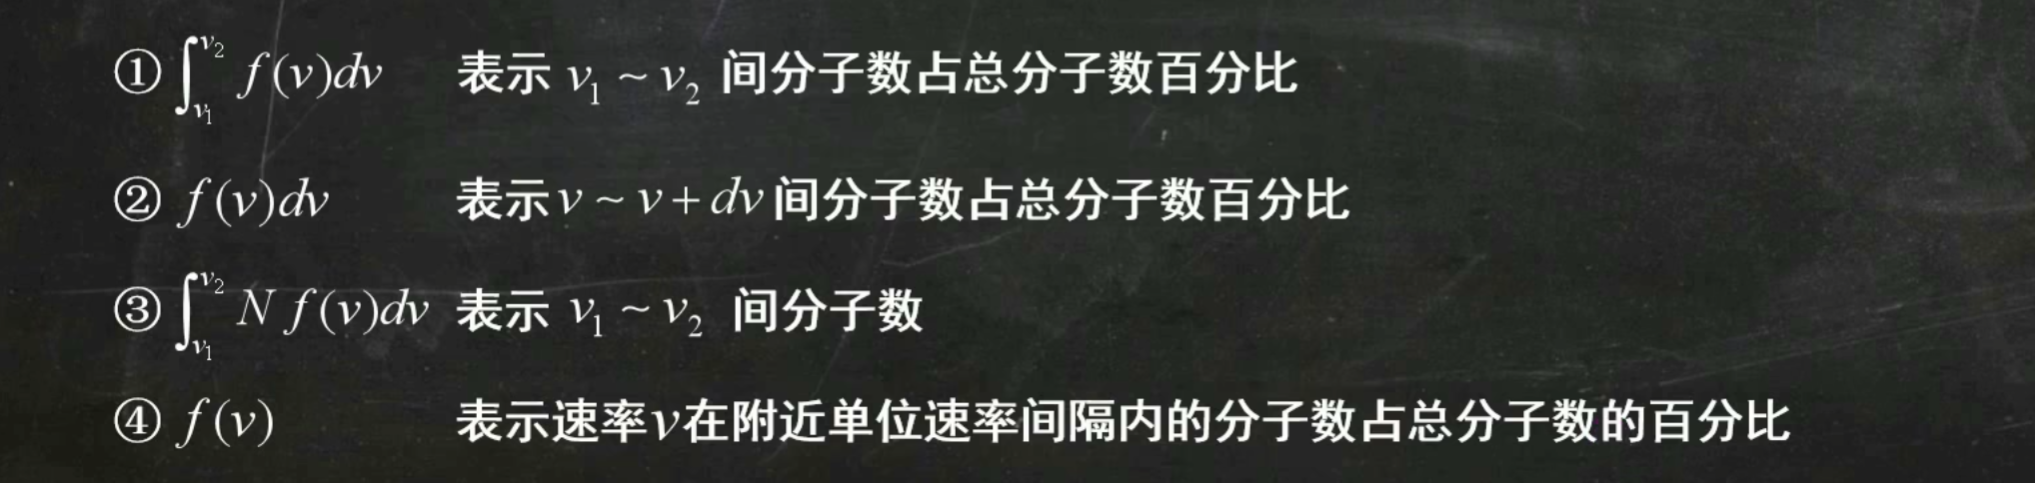 ① ∫_{v₁}^{v₂} f(v)dv 表示 v₁ ~ v₂ 间分子数占总分子数百分比
② f(v)dv 表示 v ~ v + dv 间分子数占总分子数百分比
③ ∫_{v₁}^{v₂} N f(v)dv 表示 v₁ ~ v₂ 间分子数
④ f(v) 表示速率v在附近单位速率间隔内的分子数占总分子数的百分比